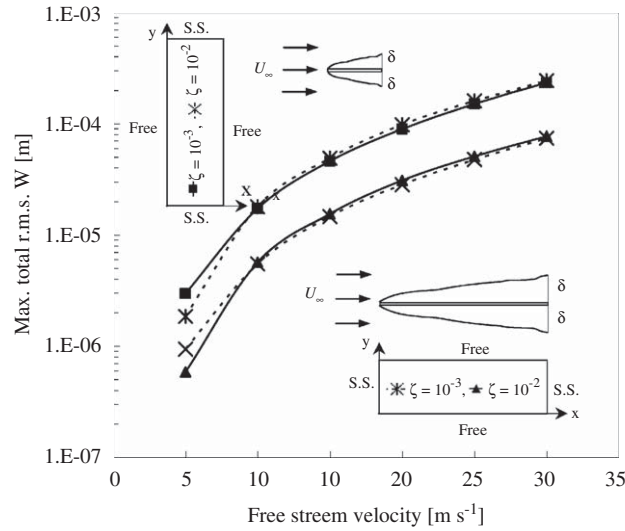 1.E-03
1.E-04
1.E-05
1.E-06
1.E-07
Max. total r.m.s. W [m]
S.S.
y
Free
ζ = 10⁻³, ζ = 10⁻²
Free
x
x
S.S.
U∞
δ
δ
U∞
δ
δ
y
Free
S.S.
ζ = 10⁻³, ζ = 10⁻²
S.S.
x
Free
0 5 10 10 20 25 30 35
Free streem velocity [m s⁻¹]